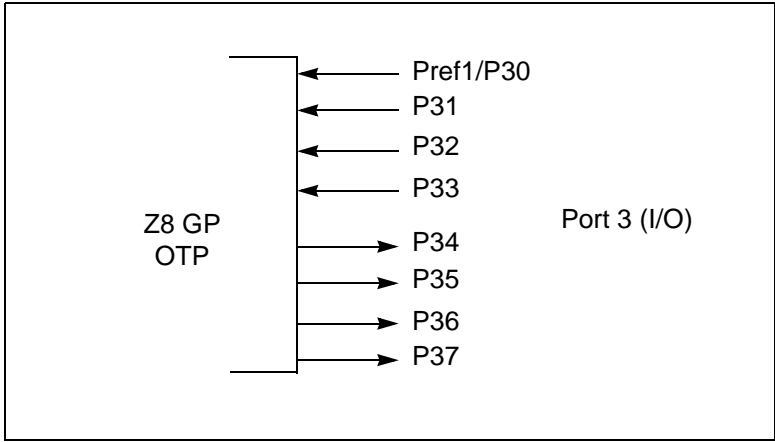 Pref1/P30
P31
P32
P33
Z8 GP
OTP
Port 3 (I/O)
P34
P35
P36
P37